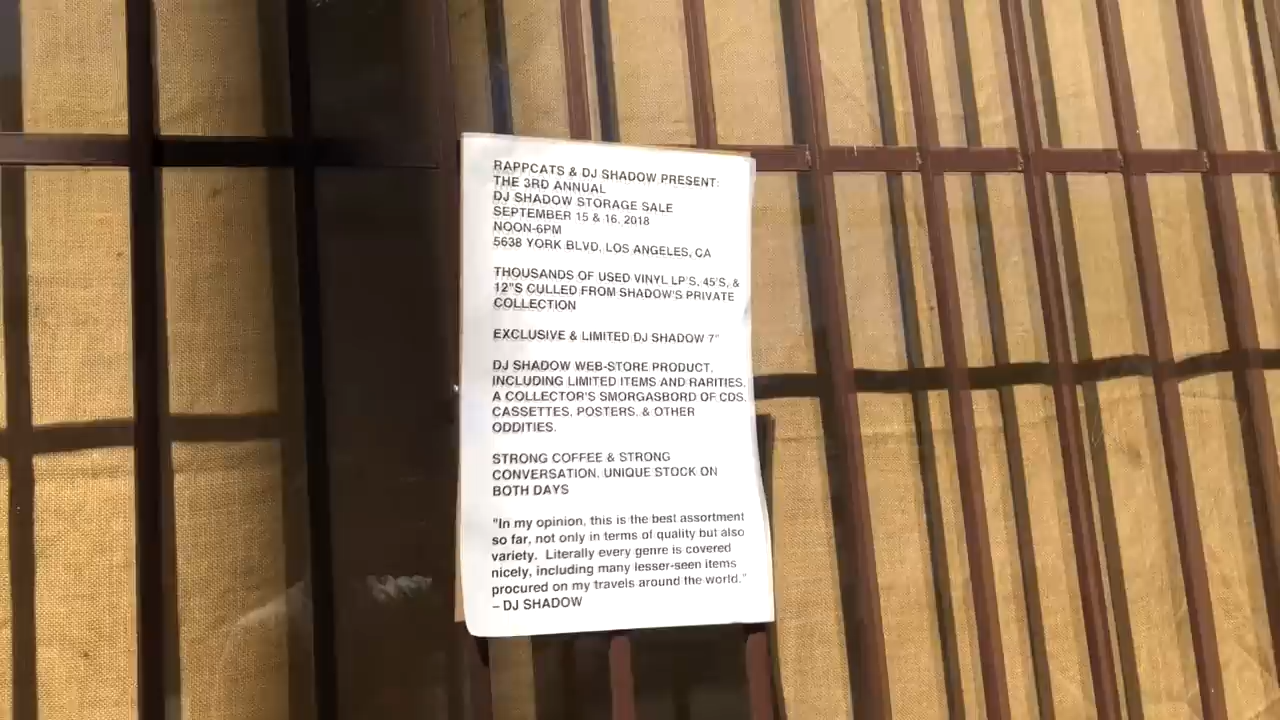 RAPPCATS & DJ SHADOW PRESENT:
THE 3RD ANNUAL
DJ SHADOW STORAGE SALE
SEPTEMBER 15 & 16, 2018
NOON-6PM
5638 YORK BLVD, LOS ANGELES, CA
THOUSANDS OF USED VINYL LP'S, 45'S, &
12"S CULLED FROM SHADOW'S PRIVATE
COLLECTION
EXCLUSIVE & LIMITED DJ SHADOW 7"
DJ SHADOW WEB-STORE PRODUCT,
INCLUDING LIMITED ITEMS AND RARITIES.
A COLLECTOR'S SMORGASBORD OF CDS,
CASSETTES, POSTERS, & OTHER
ODDITIES.
STRONG COFFEE & STRONG
CONVERSATION. UNIQUE STOCK ON
BOTH DAYS
"In my opinion, this is the best assortment
so far, not only in terms of quality but also
variety. Literally every genre is covered
nicely, including many lesser-seen items
procured on my travels around the world."
– DJ SHADOW